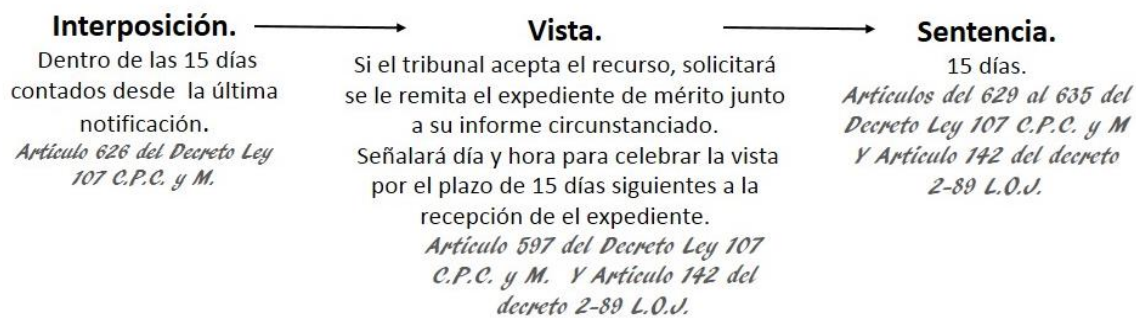 Interposición.
Dentro de las 15 días
contados desde la última
notificación.
Artículo 626 del Decreto Ley
107 C.P.C. y M.
Vista.
Si el tribunal acepta el recurso, solicitará
se le remita el expediente de mérito junto
a su informe circunstanciado.
Señalará día y hora para celebrar la vista
por el plazo de 15 días siguientes a la
recepción de el expediente.
Artículo 597 del Decreto Ley 107
C.P.C. y M. Y Artículo 142 del
decreto 2-89 L.O.J.
Sentencia.
15 días.
Artículos del 629 al 635 del
Decreto Ley 107 C.P.C. y M
Y Artículo 142 del decreto
2-89 L.O.J.